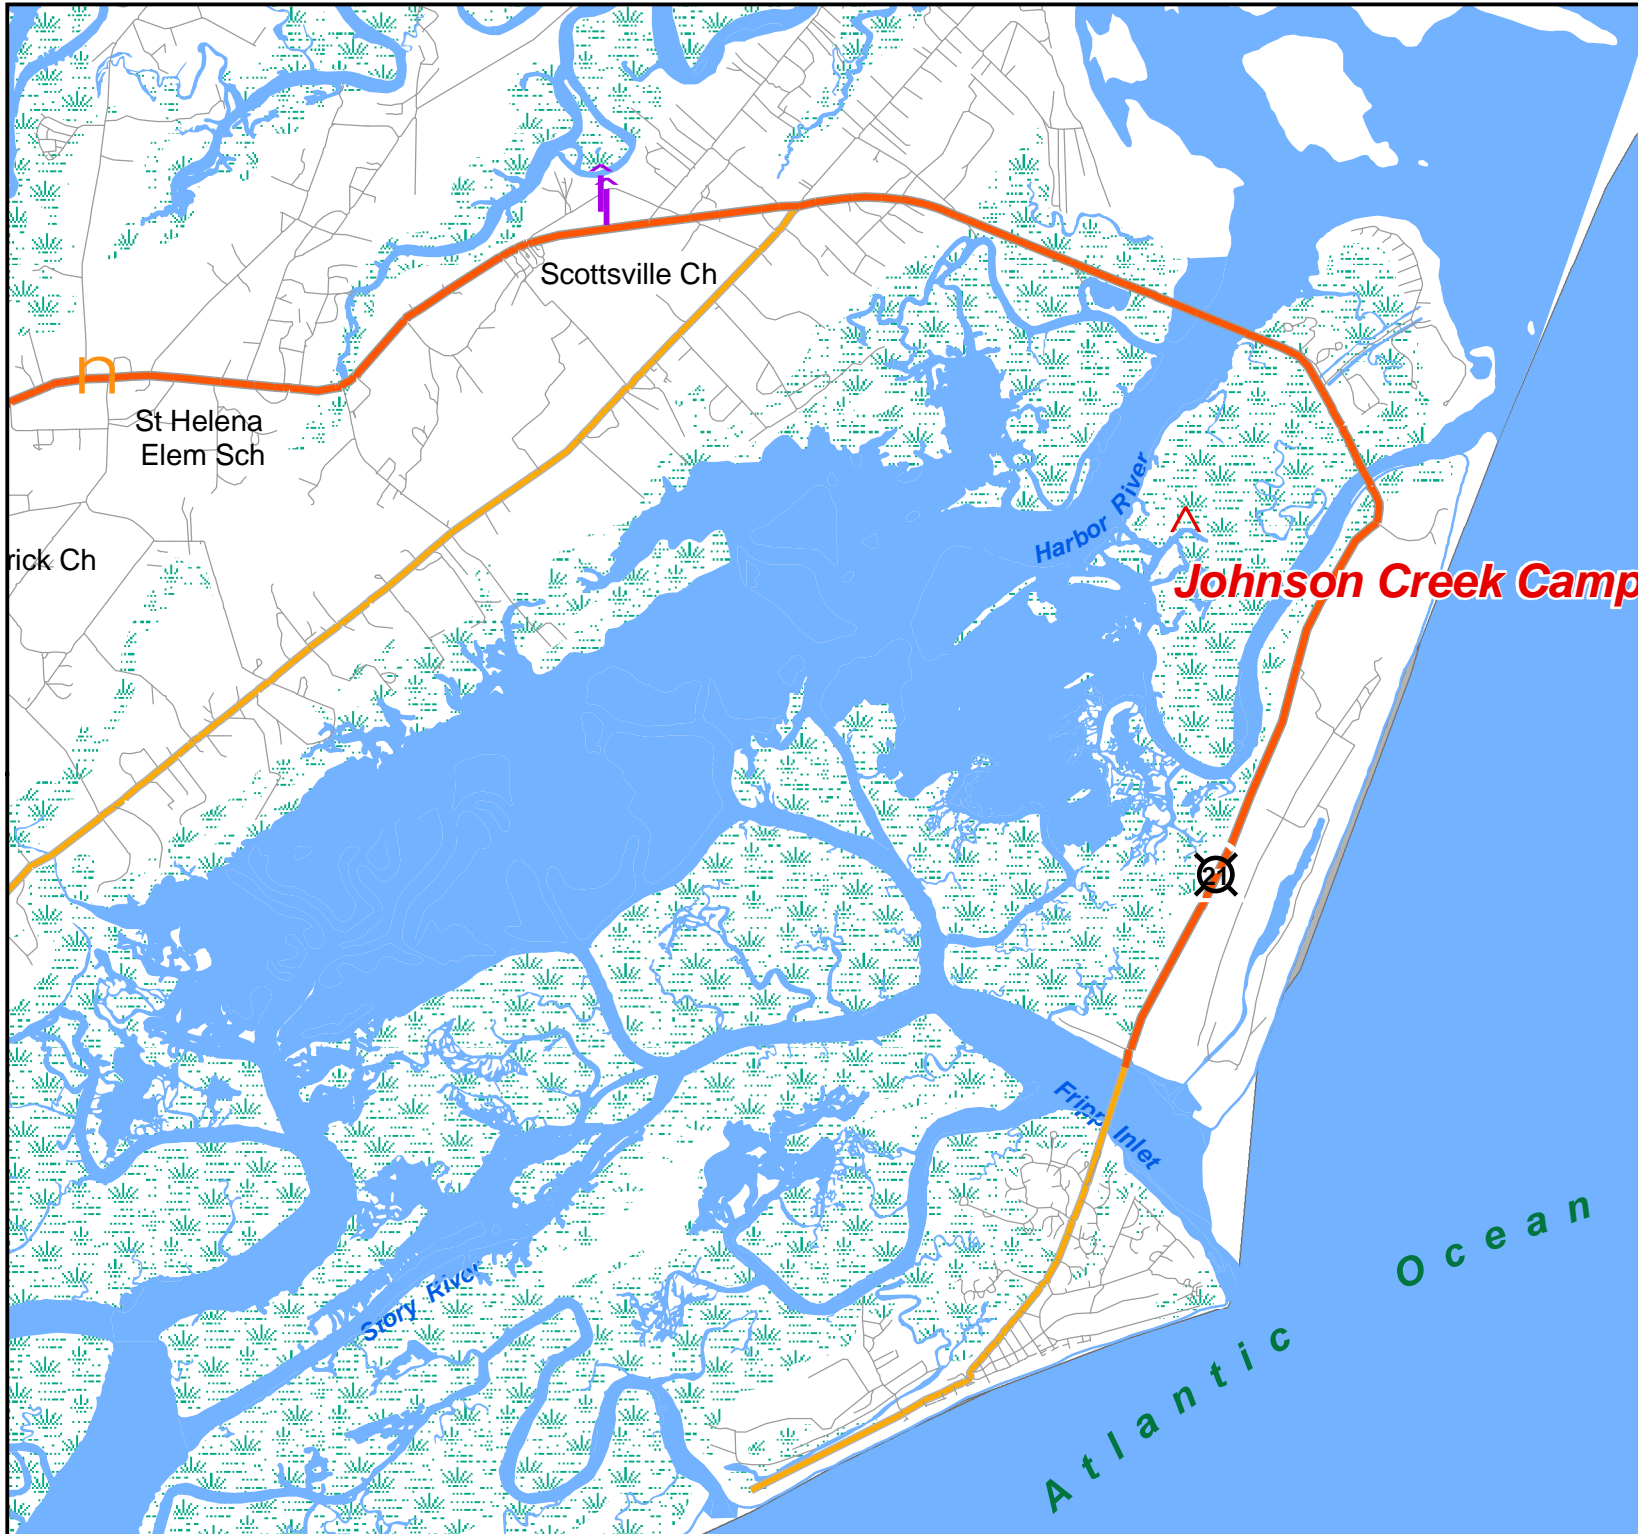 Scottsville Ch
St Helena
Elem Sch
rick Ch
Harbor River
Johnson Creek Camp
21
Fripp Inlet
Story River
Atlantic Ocean